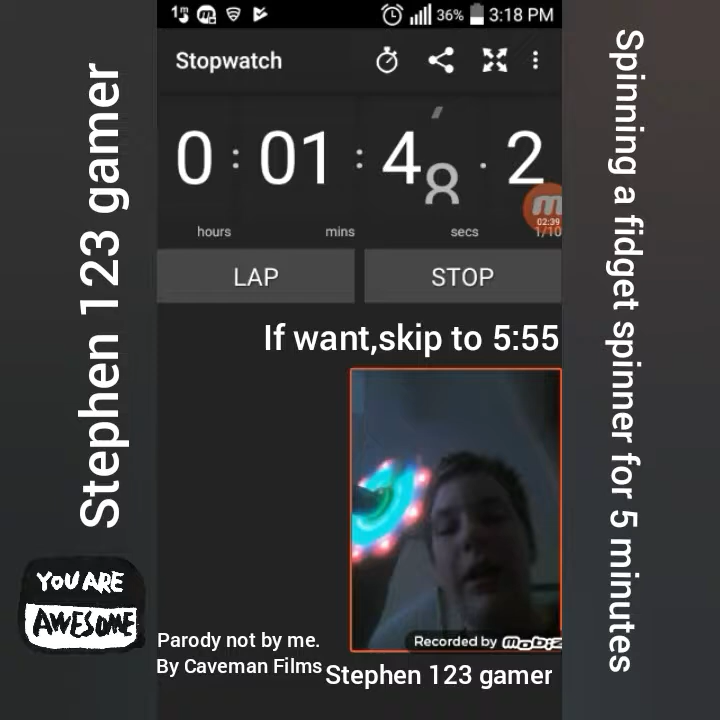 36% 3:18 PM
Stopwatch
0 : 01 : 48 . 2
02:39
hours mins secs 1/10
LAP STOP
If want,skip to 5:55
Stephen 123 gamer
Spinning a fidget spinner for 5 minutes
YOU ARE
AWESOME
Recorded by mobiz
Parody not by me.
By Caveman Films
Stephen 123 gamer